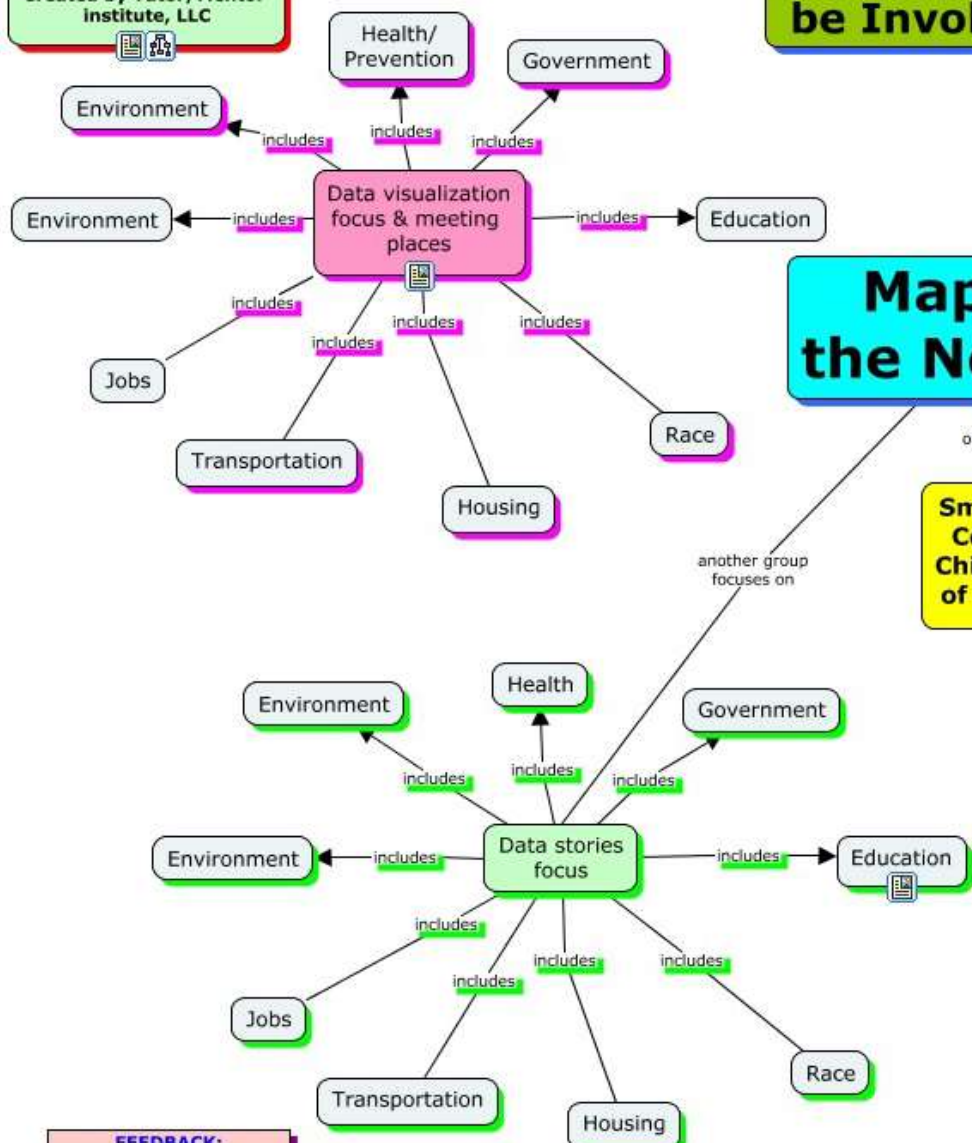 institute, LLC
be
Health/
Prevention
Government
Environment
includes
includes
includes
Data visualization
focus & meeting
places
Environment
includes
includes
Education
includes
includes
includes
includes
Jobs
Transportation
Housing
Race
the
another group
focuses on
of
Environment
Health
Government
includes
includes
includes
Data stories
focus
Environment
includes
includes
Education
includes
includes
includes
includes
Jobs
Transportation
Housing
Race
FEEDBACK: